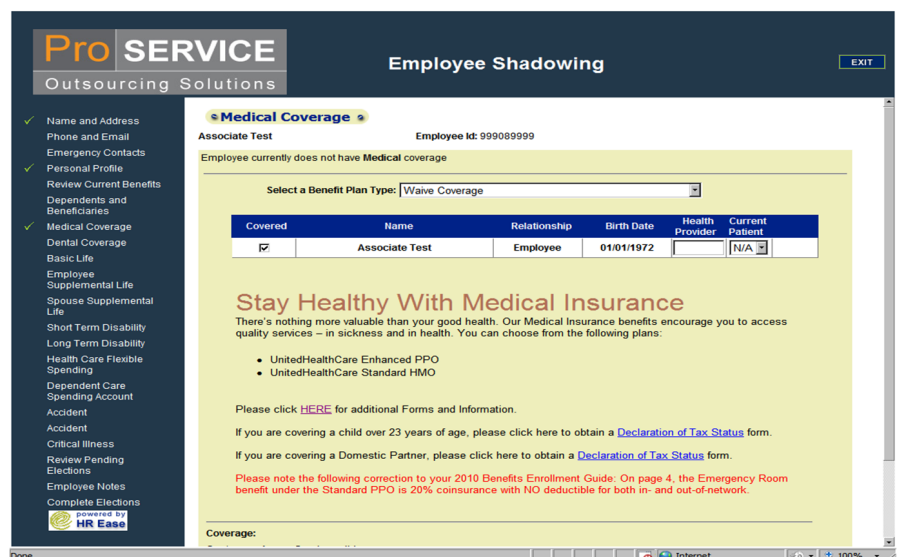 Pro SERVICE
Outsourcing Solutions
Employee Shadowing
EXIT
Name and Address
Phone and Email
Emergency Contacts
Personal Profile
Review Current Benefits
Dependents and
Beneficiaries
Medical Coverage
Dental Coverage
Basic Life
Employee
Supplemental Life
Spouse Supplemental
Life
Short Term Disability
Long Term Disability
Health Care Flexible
Spending
Dependent Care
Spending Account
Accident
Accident
Critical Illness
Review Pending
Elections
Employee Notes
Complete Elections
powered by
HR Ease
Medical Coverage
Associate Test Employee Id: 999089999
Employee currently does not have Medical coverage
Select a Benefit Plan Type: Waive Coverage
Covered Name Relationship Birth Date Health Provider Current Patient
Associate Test Employee 01/01/1972 N/A
Stay Healthy With Medical Insurance
There's nothing more valuable than your good health. Our Medical Insurance benefits encourage you to access
quality services – in sickness and in health. You can choose from the following plans:
• UnitedHealthCare Enhanced PPO
• UnitedHealthCare Standard HMO
Please click HERE for additional Forms and Information.
If you are covering a child over 23 years of age, please click here to obtain a Declaration of Tax Status form.
If you are covering a Domestic Partner, please click here to obtain a Declaration of Tax Status form.
Please note the following correction to your 2010 Benefits Enrollment Guide: On page 4, the Emergency Room
benefit under the Standard PPO is 20% coinsurance with NO deductible for both in- and out-of-network.
Coverage:
Done Internet 100%